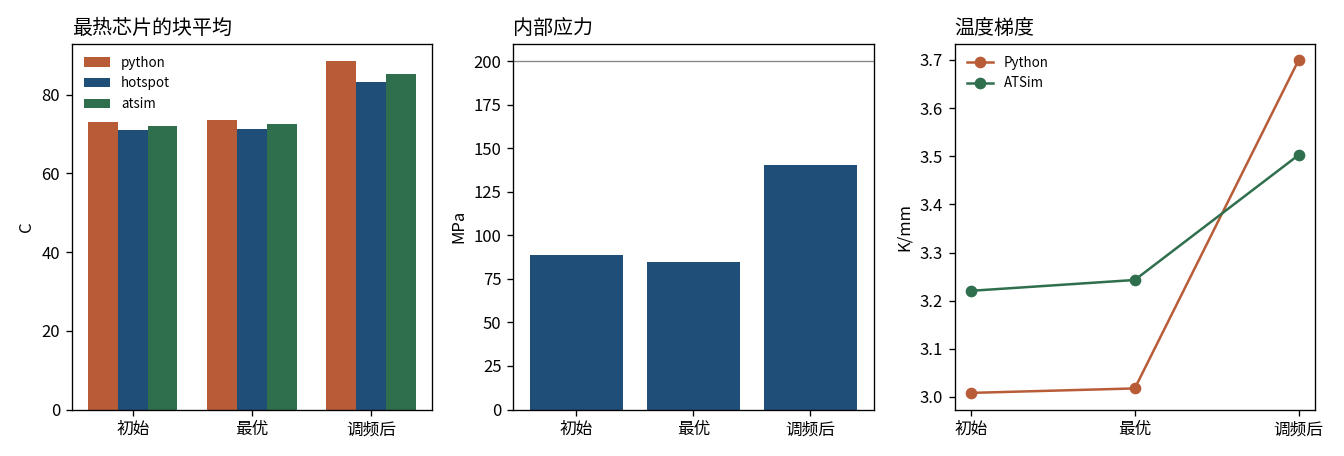 最热芯片的块平均
python
hotspot
atsim
80
60
40
20
0
C
初始
最优
调频后
内部应力
200
175
150
125
100
75
50
25
0
MPa
初始
最优
调频后
温度梯度
Python
ATSim
3.7
3.6
3.5
3.4
3.3
3.2
3.1
3.0
K/mm
初始
最优
调频后